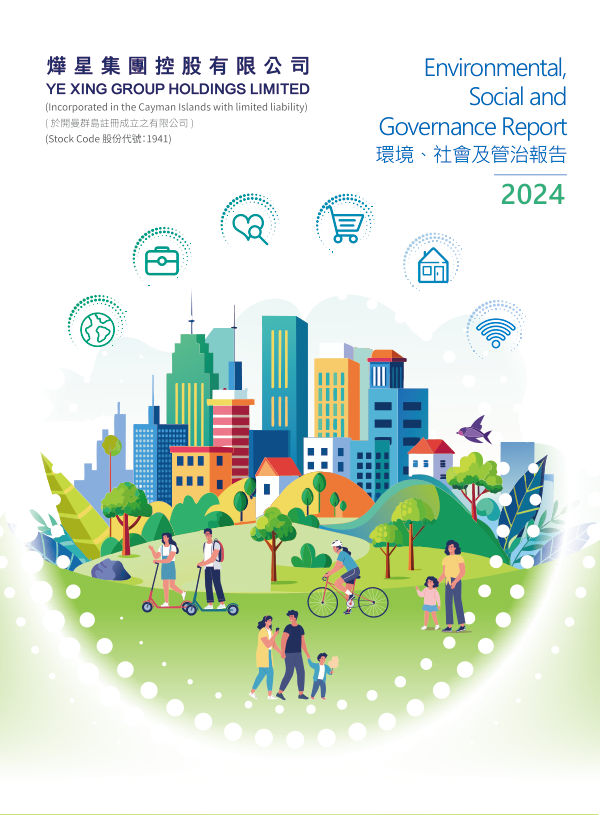 燁星集團控股有限公司
YE XING GROUP HOLDINGS LIMITED
(Incorporated in the Cayman Islands with limited liability)
( 於開曼群島註冊成立之有限公司 )
(Stock Code 股份代號：1941)
Environmental,
Social and
Governance Report
環境、社會及管治報告
2024